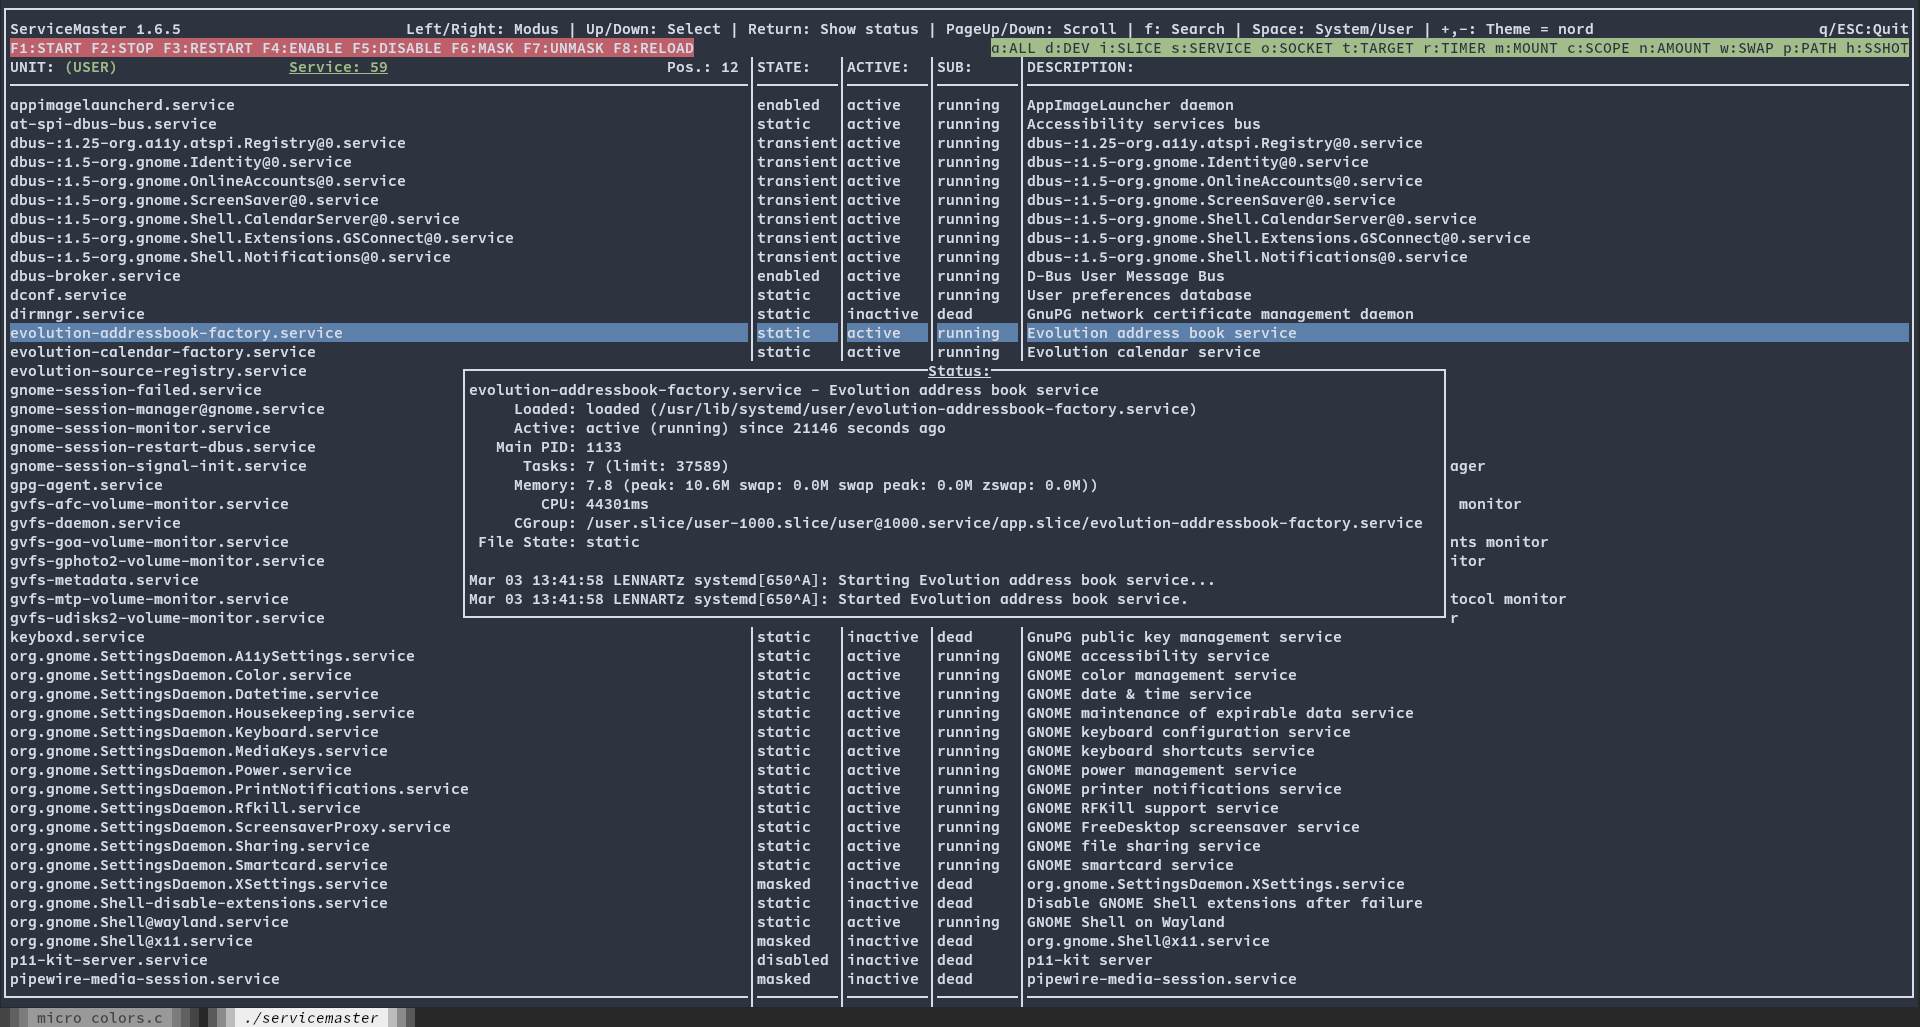 ServiceMaster 1.6.5 Left/Right: Modus | Up/Down: Select | Return: Show status | PageUp/Down: Scroll | f: Search | Space: System/User | +,-: Theme = nord q/ESC:Quit
F1:START F2:STOP F3:RESTART F4:ENABLE F5:DISABLE F6:MASK F7:UNMASK F8:RELOAD a:ALL d:DEV i:SLICE s:SERVICE o:SOCKET t:TARGET r:TIMER m:MOUNT c:SCOPE n:AMOUNT w:SWAP p:PATH h:SSHOT
UNIT: (USER) Service: 59 Pos.: 12 STATE: ACTIVE: SUB: DESCRIPTION:
appimagelauncherd.service enabled active running AppImageLauncher daemon
at-spi-dbus-bus.service static active running Accessibility services bus
dbus-:1.25-org.a11y.atspi.Registry@0.service transient active running dbus-:1.25-org.a11y.atspi.Registry@0.service
dbus-:1.5-org.gnome.Identity@0.service transient active running dbus-:1.5-org.gnome.Identity@0.service
dbus-:1.5-org.gnome.OnlineAccounts@0.service transient active running dbus-:1.5-org.gnome.OnlineAccounts@0.service
dbus-:1.5-org.gnome.ScreenSaver@0.service transient active running dbus-:1.5-org.gnome.ScreenSaver@0.service
dbus-:1.5-org.gnome.Shell.CalendarServer@0.service transient active running dbus-:1.5-org.gnome.Shell.CalendarServer@0.service
dbus-:1.5-org.gnome.Shell.Extensions.GSConnect@0.service transient active running dbus-:1.5-org.gnome.Shell.Extensions.GSConnect@0.service
dbus-:1.5-org.gnome.Shell.Notifications@0.service transient active running dbus-:1.5-org.gnome.Shell.Notifications@0.service
dbus-broker.service enabled active running D-Bus User Message Bus
dconf.service static active running User preferences database
dirmngr.service static inactive dead GnuPG network certificate management daemon
evolution-addressbook-factory.service static active running Evolution address book service
evolution-calendar-factory.service static active running Evolution calendar service
evolution-source-registry.service Status:
gnome-session-failed.service evolution-addressbook-factory.service - Evolution address book service
gnome-session-manager@gnome.service Loaded: loaded (/usr/lib/systemd/user/evolution-addressbook-factory.service)
gnome-session-monitor.service Active: active (running) since 21146 seconds ago
gnome-session-restart-dbus.service Main PID: 1133
gnome-session-signal-init.service Tasks: 7 (limit: 37589) ager
gpg-agent.service Memory: 7.8 (peak: 10.6M swap: 0.0M swap peak: 0.0M zswap: 0.0M))
gvfs-afc-volume-monitor.service CPU: 44301ms monitor
gvfs-daemon.service CGroup: /user.slice/user-1000.slice/user@1000.service/app.slice/evolution-addressbook-factory.service
gvfs-goa-volume-monitor.service File State: static nts monitor
gvfs-gphoto2-volume-monitor.service itor
gvfs-metadata.service Mar 03 13:41:58 LENNARTz systemd[650^A]: Starting Evolution address book service...
gvfs-mtp-volume-monitor.service Mar 03 13:41:58 LENNARTz systemd[650^A]: Started Evolution address book service. tocol monitor
gvfs-udisks2-volume-monitor.service r
keyboxd.service static inactive dead GnuPG public key management service
org.gnome.SettingsDaemon.A11ySettings.service static active running GNOME accessibility service
org.gnome.SettingsDaemon.Color.service static active running GNOME color management service
org.gnome.SettingsDaemon.Datetime.service static active running GNOME date & time service
org.gnome.SettingsDaemon.Housekeeping.service static active running GNOME maintenance of expirable data service
org.gnome.SettingsDaemon.Keyboard.service static active running GNOME keyboard configuration service
org.gnome.SettingsDaemon.MediaKeys.service static active running GNOME keyboard shortcuts service
org.gnome.SettingsDaemon.Power.service static active running GNOME power management service
org.gnome.SettingsDaemon.PrintNotifications.service static active running GNOME printer notifications service
org.gnome.SettingsDaemon.Rfkill.service static active running GNOME RFKill support service
org.gnome.SettingsDaemon.ScreensaverProxy.service static active running GNOME FreeDesktop screensaver service
org.gnome.SettingsDaemon.Sharing.service static active running GNOME file sharing service
org.gnome.SettingsDaemon.Smartcard.service static active running GNOME smartcard service
org.gnome.SettingsDaemon.XSettings.service masked inactive dead org.gnome.SettingsDaemon.XSettings.service
org.gnome.Shell-disable-extensions.service static inactive dead Disable GNOME Shell extensions after failure
org.gnome.Shell@wayland.service static active running GNOME Shell on Wayland
org.gnome.Shell@x11.service masked inactive dead org.gnome.Shell@x11.service
p11-kit-server.service disabled inactive dead p11-kit server
pipewire-media-session.service masked inactive dead pipewire-media-session.service
micro colors.c ./servicemaster